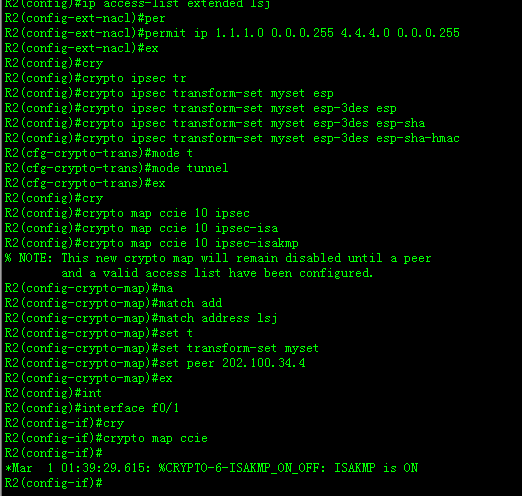 R2(config)#ip access-list extended lsj
R2(config-ext-nacl)#per
R2(config-ext-nacl)#permit ip 1.1.1.0 0.0.0.255 4.4.4.0 0.0.0.255
R2(config-ext-nacl)#ex
R2(config)#cry
R2(config)#crypto ipsec tr
R2(config)#crypto ipsec transform-set myset esp
R2(config)#crypto ipsec transform-set myset esp-3des esp
R2(config)#crypto ipsec transform-set myset esp-3des esp-sha
R2(config)#crypto ipsec transform-set myset esp-3des esp-sha-hmac
R2(cfg-crypto-trans)#mode t
R2(cfg-crypto-trans)#mode tunnel
R2(cfg-crypto-trans)#ex
R2(config)#cry
R2(config)#crypto map ccie 10 ipsec
R2(config)#crypto map ccie 10 ipsec-isa
R2(config)#crypto map ccie 10 ipsec-isakmp
% NOTE: This new crypto map will remain disabled until a peer
and a valid access list have been configured.
R2(config-crypto-map)#ma
R2(config-crypto-map)#match add
R2(config-crypto-map)#match address lsj
R2(config-crypto-map)#set t
R2(config-crypto-map)#set transform-set myset
R2(config-crypto-map)#set peer 202.100.34.4
R2(config-crypto-map)#ex
R2(config)#int
R2(config)#interface f0/1
R2(config-if)#cry
R2(config-if)#crypto map ccie
R2(config-if)#
*Mar  1 01:39:29.615: %CRYPTO-6-ISAKMP_ON_OFF: ISAKMP is ON
R2(config-if)#